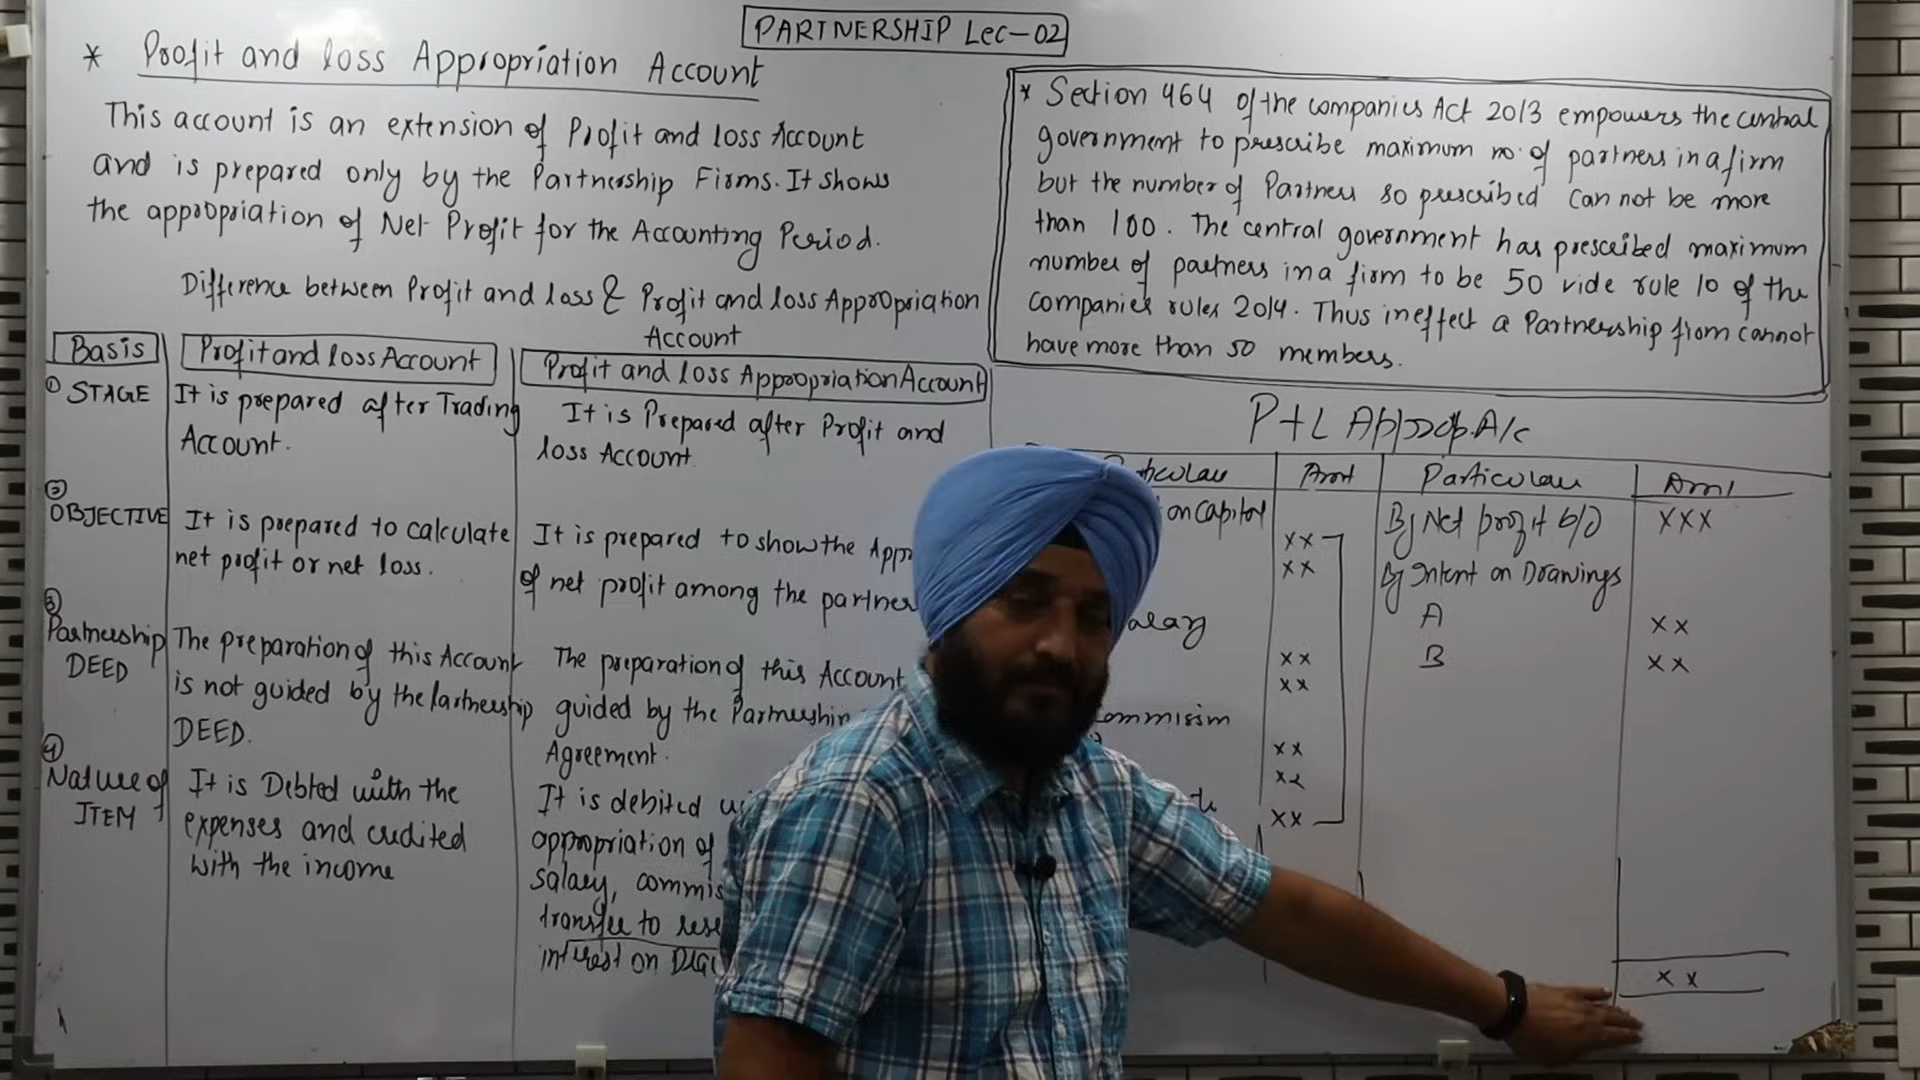 PARTNERSHIP Lec-02
* Profit and loss Appropriation Account
This account is an extension of Profit and loss Account
and is prepared only by the Partnership Firms. It shows
the appropriation of Net Profit for the Accounting Period.
Difference between Profit and loss & Profit and loss Appropriation
Account
Basis
Profit and loss Account
Profit and loss Appropriation Account
① STAGE
It is prepared after Trading
Account.
It is Prepared after Profit and
loss Account
② OBJECTIVE
It is prepared to calculate
net profit or net loss.
It is prepared to show the App
of net profit among the partner
③ Partnership
DEED
The preparation of this Account
is not guided by the Partnership
DEED.
The preparation of this Account
guided by the Partnership
Agreement.
④ Nature of
ITEM
It is Debted with the
expenses and credited
with the income
It is debited
appropriation of
salary, commis
transfer to rese
interest on
* Section 464 of the companies Act 2013 empowers the central
government to prescribe maximum no. of partners in a firm
but the number of Partners so prescribed can not be more
than 100. The central government has prescribed maximum
number of partners in a firm to be 50 vide rule 10 of the
companies rules 2014. Thus in effect a Partnership firm cannot
have more than 50 members.
P+L Approp. A/c
ticulau Amt Particulau Amt
on Capital
xx
xx
alary
xx
xx
ommission
xx
xx
xx
By Net profit b/d xxx
By Intent on Drawings
A xx
B xx
xx